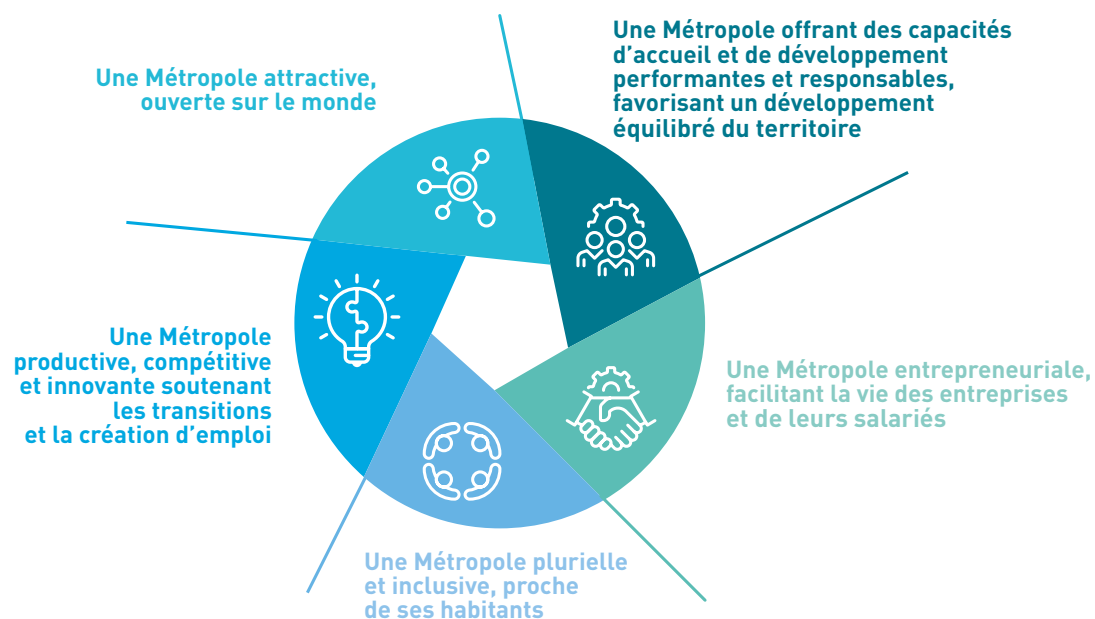 Une Métropole attractive,
ouverte sur le monde
Une Métropole offrant des capacités
d’accueil et de développement
performantes et responsables,
favorisant un développement
équilibré du territoire
Une Métropole
productive, compétitive
et innovante soutenant
les transitions
et la création d’emploi
Une Métropole entrepreneuriale,
facilitant la vie des entreprises
et de leurs salariés
Une Métropole plurielle
et inclusive, proche
de ses habitants